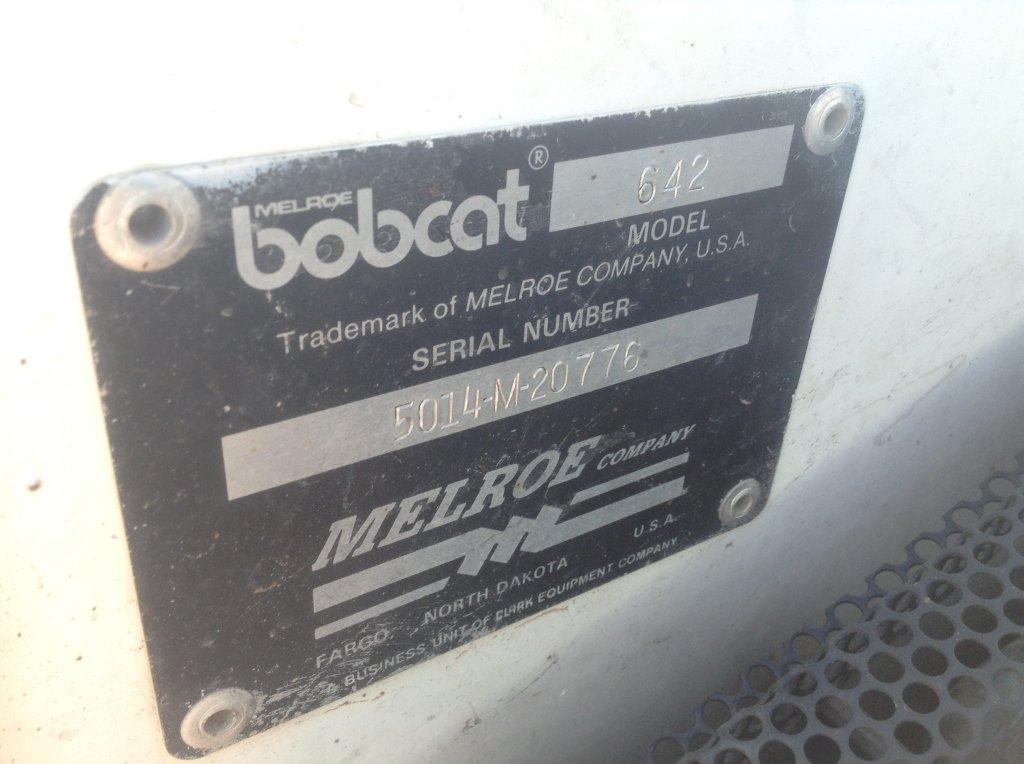 MELROE
bobcat® 642
MODEL
Trademark of MELROE COMPANY, U.S.A.
SERIAL NUMBER
5014-M-20776
MELROE COMPANY
FARGO NORTH DAKOTA U.S.A.
BUSINESS UNIT OF CLARK EQUIPMENT COMPANY